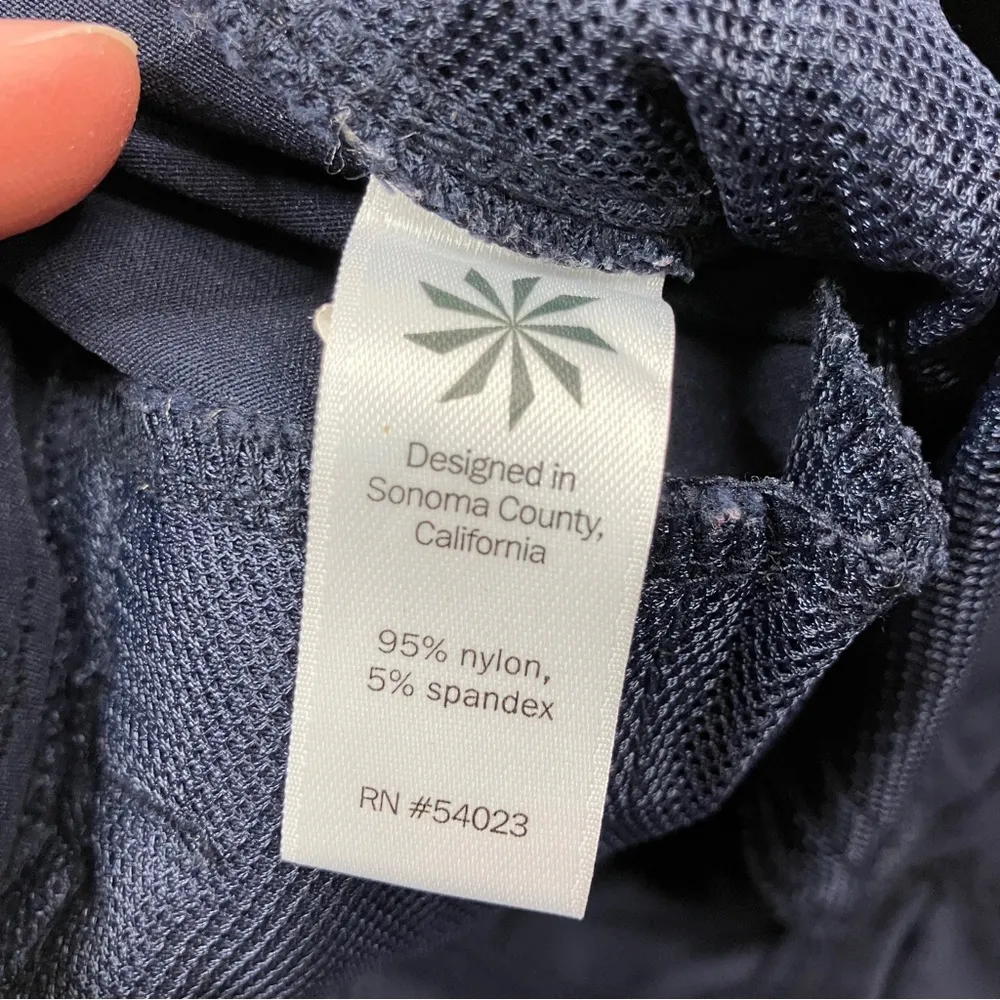 Designed in
Sonoma County,
California
95% nylon,
5% spandex
RN #54023